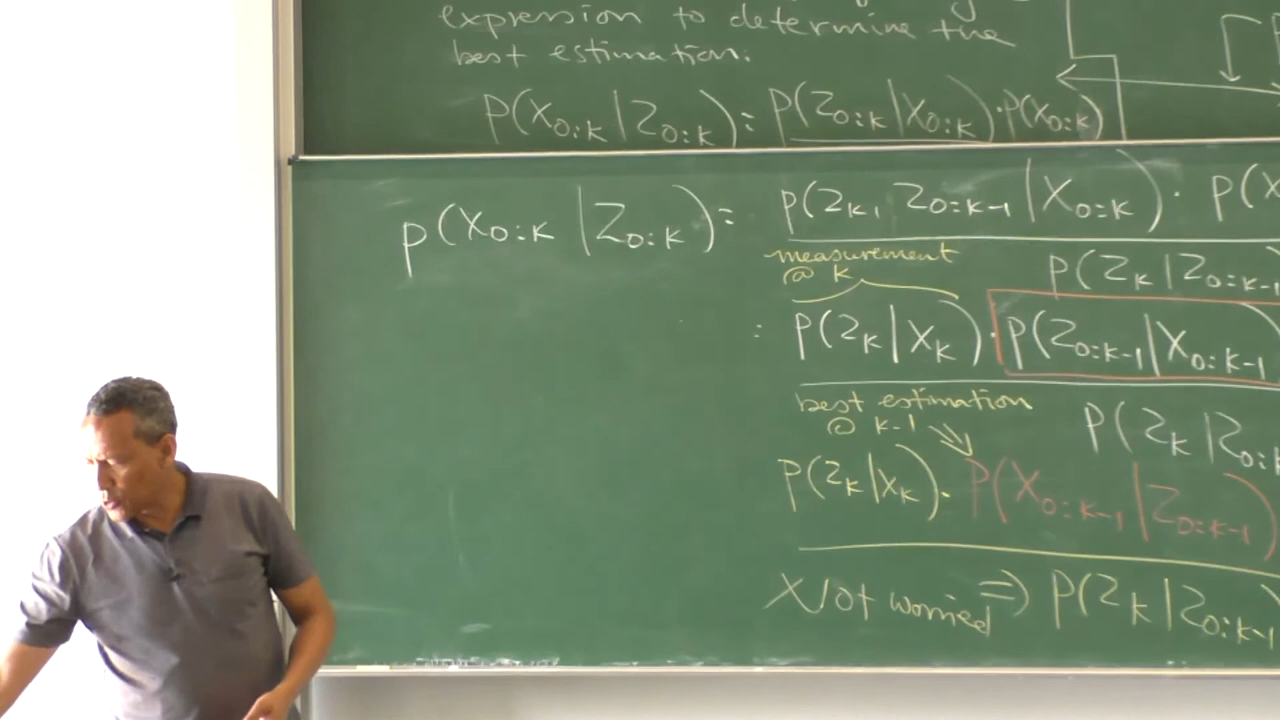 expression to determine the
best estimation:
P(X0:K | Z0:K) = P(Z0:K | X0:K) · P(X0:K)
P(X0:K | Z0:K) = P(ZK, Z0:K-1 | X0:K) · P(X
P(ZK | Z0:K-1
measurement
@ K
= P(ZK | XK) · P(Z0:K-1 | X0:K-1)
P(ZK | Z0:K
best estimation
@ K-1
P(ZK | XK) · P(X0:K-1 | Z0:K-1)
Not worried => P(ZK | Z0:K-1)